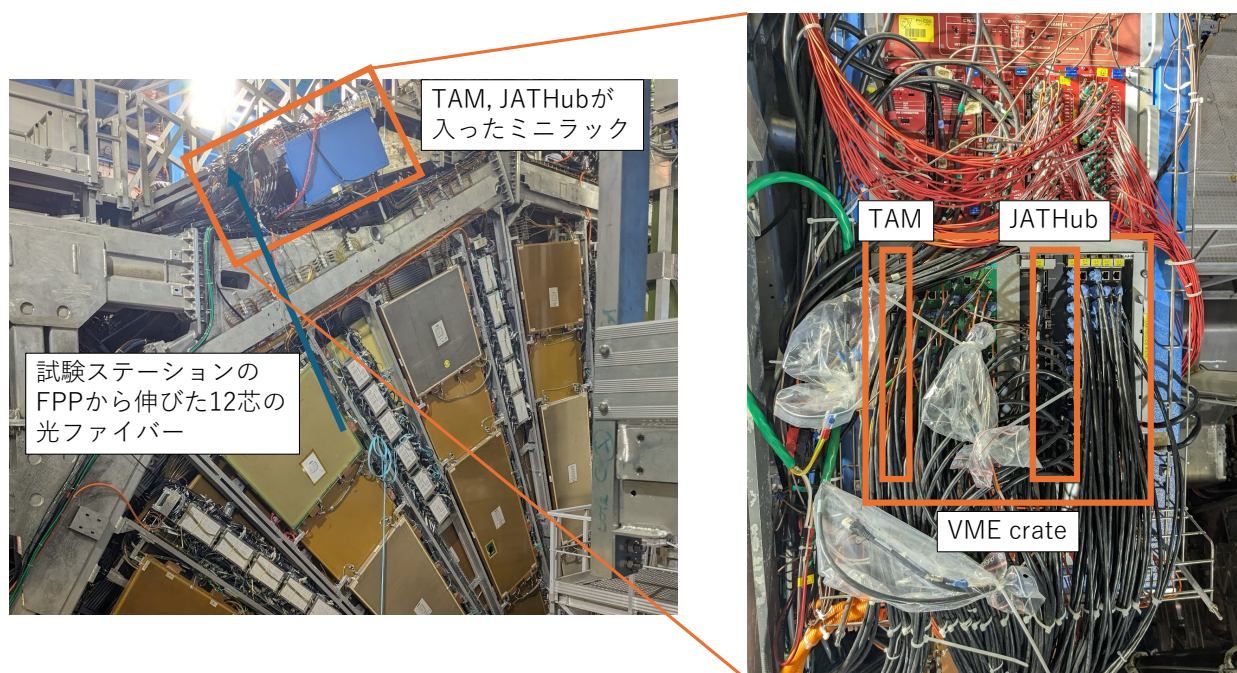 TAM, JATHubが
入ったミニラック
試験ステーションの
FPPから伸びた12芯の
光ファイバー
TAM
JATHub
VME crate